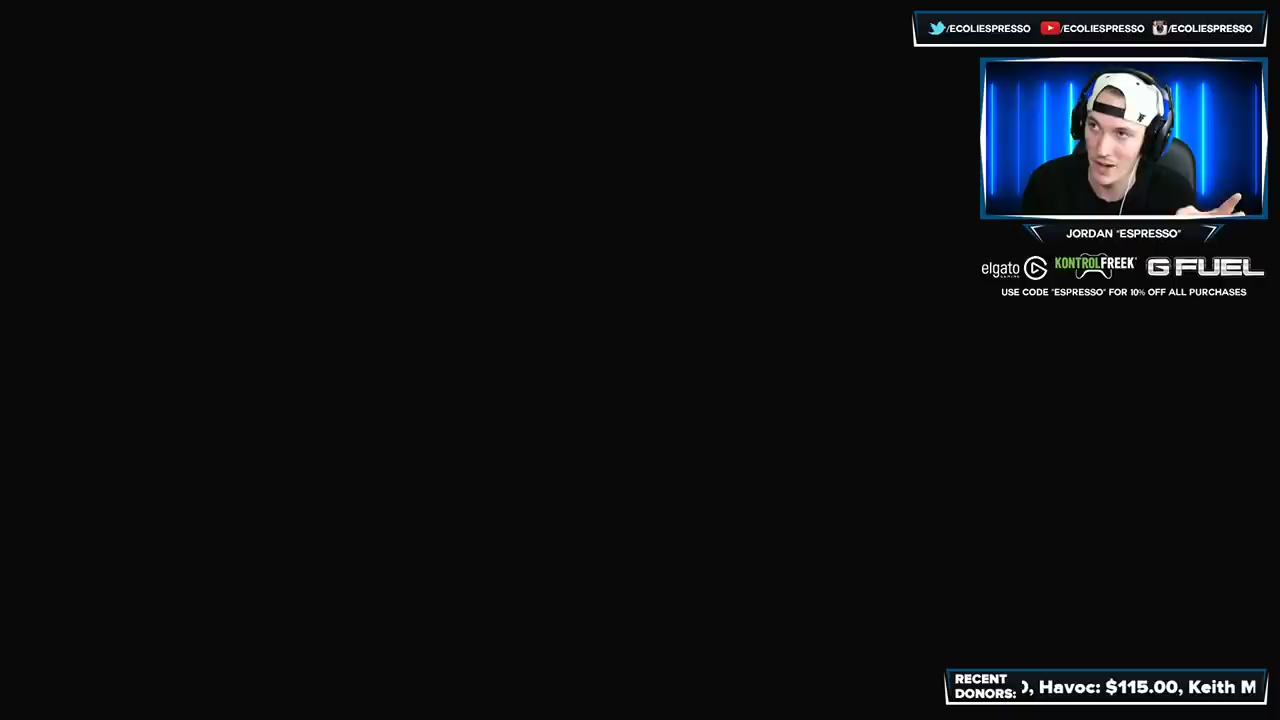 /ECOLIESPRESSO /ECOLIESPRESSO /ECOLIESPRESSO
JORDAN "ESPRESSO"
elgato KONTROLFREEK G FUEL
USE CODE "ESPRESSO" FOR 10% OFF ALL PURCHASES
RECENT DONORS: , Havoc: $115.00, Keith M